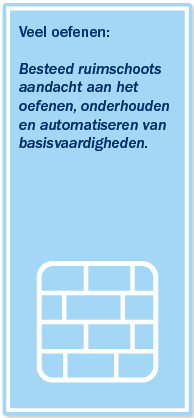 Veel oefenen:
Besteed ruimschoots
aandacht aan het
oefenen, onderhouden
en automatiseren van
basisvaardigheden.